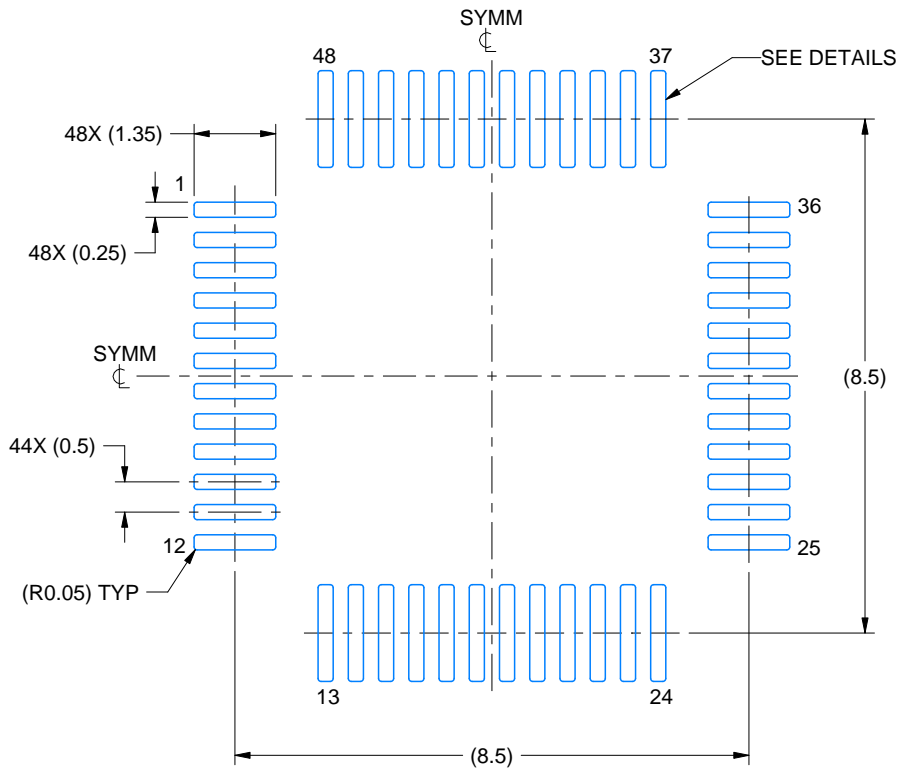 SYMM
℄
48
37
SEE DETAILS
48X (1.35)
1
36
48X (0.25)
SYMM
℄
(8.5)
44X (0.5)
12
25
(R0.05) TYP
13
24
(8.5)